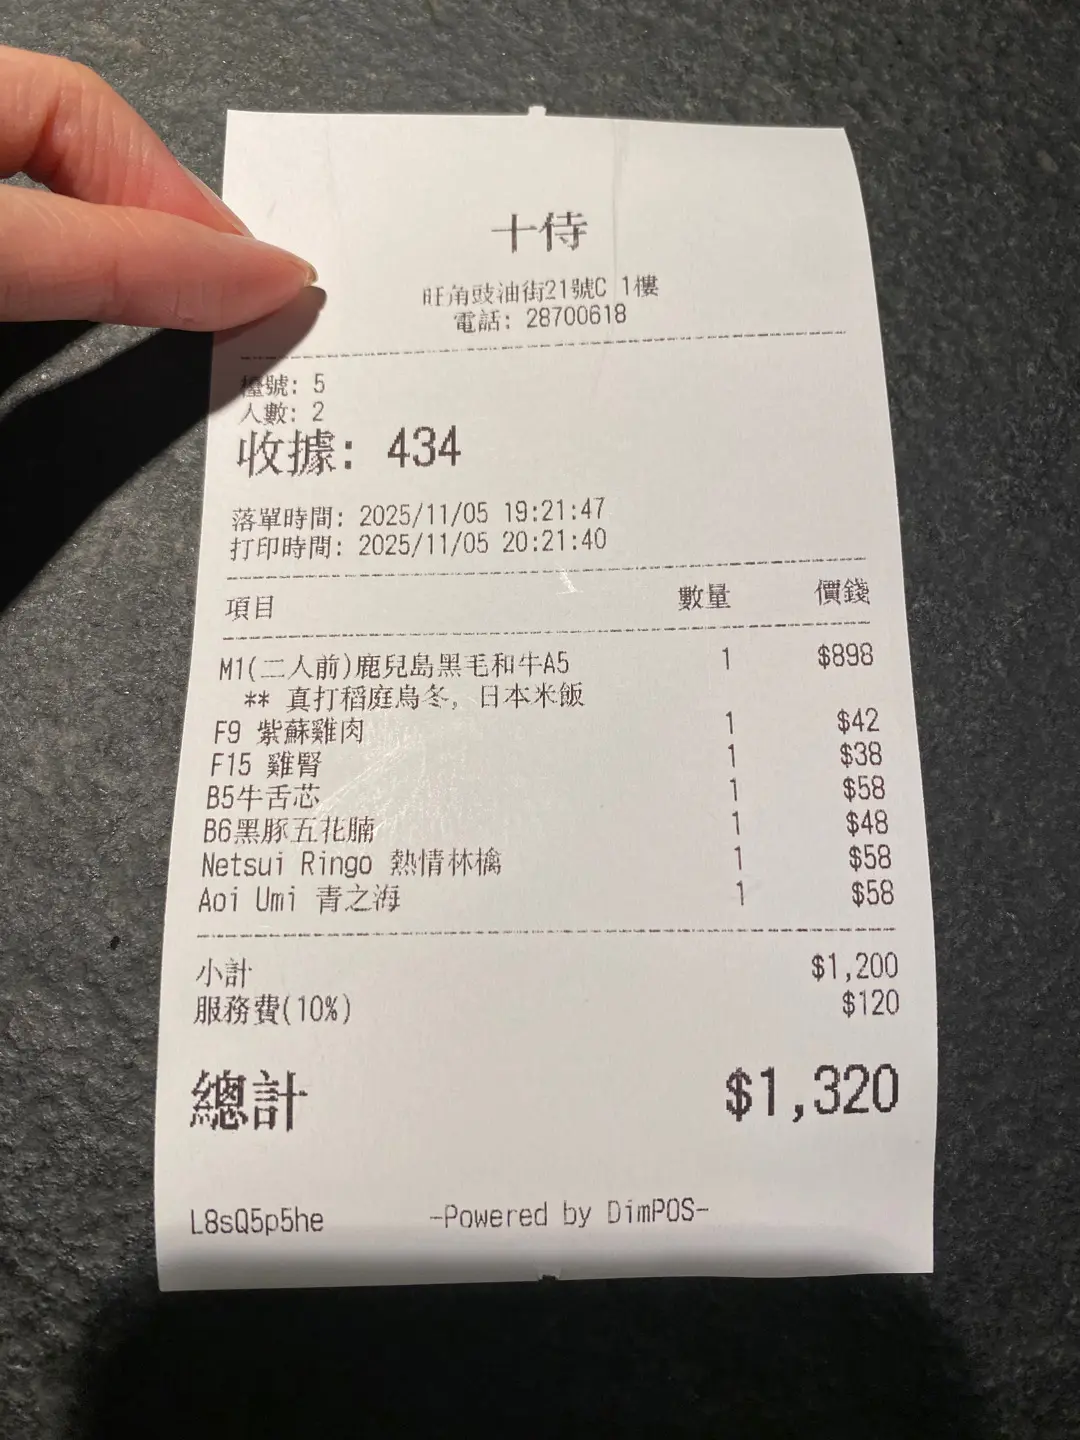 十侍
旺角豉油街21號C 1樓
電話: 28700618
檯號: 5
人數: 2
收據: 434
落單時間: 2025/11/05 19:21:47
打印時間: 2025/11/05 20:21:40
項目 數量 價錢
M1(二人前)鹿兒島黑毛和牛A5 1 $898
** 真打稻庭烏冬, 日本米飯
F9 紫蘇雞肉 1 $42
F15 雞腎 1 $38
B5牛舌芯 1 $58
B6黑豚五花腩 1 $48
Netsui Ringo 熱情林檎 1 $58
Aoi Umi 青之海 1 $58
小計 $1,200
服務費(10%) $120
總計 $1,320
L8sQ5p5he -Powered by DimPOS-